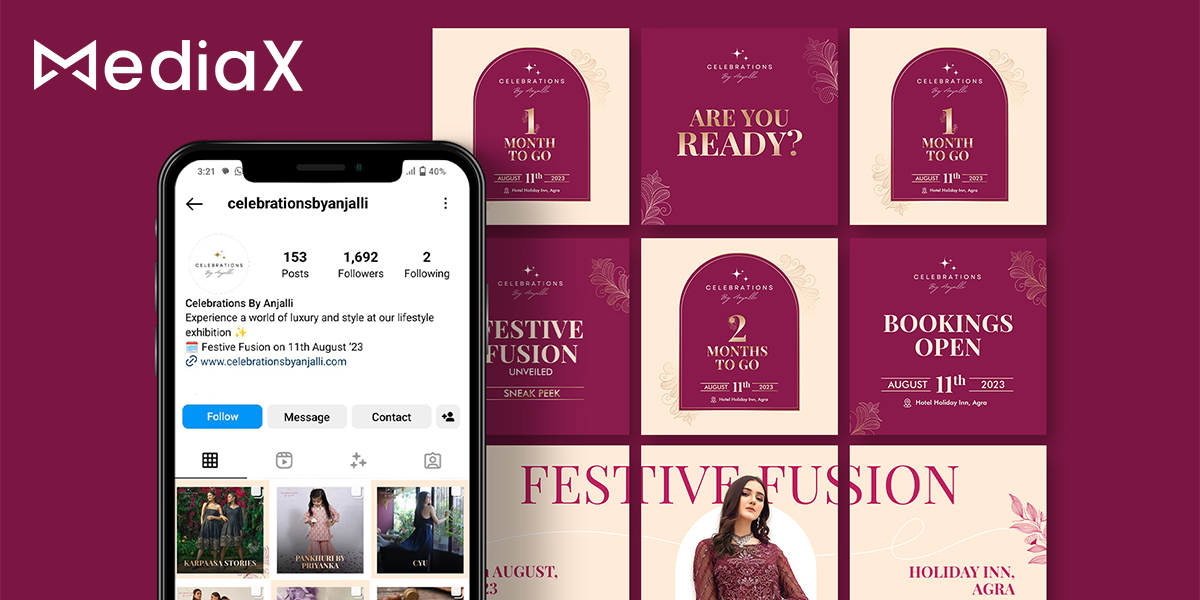 MediaX
3:21
40%
celebrationsbyanjalli
CELEBRATIONS
By Anjalli
153
1,692
2
Posts
Followers
Following
Celebrations By Anjalli
Experience a world of luxury and style at our lifestyle
exhibition ✨
🗓️ Festive Fusion on 11th August '23
www.celebrationsbyanjalli.com
Follow
Message
Contact
KARPAASA STORIES
PANKHURI BY
PRIYANKA
CYU
CELEBRATIONS
By Anjalli
1
MONTH
TO GO
AUGUST 11th 2023
Hotel Holiday Inn, Agra
CELEBRATIONS
By Anjalli
ARE YOU
READY?
CELEBRATIONS
By Anjalli
1
MONTH
TO GO
AUGUST 11th 2023
Hotel Holiday Inn, Agra
CELEBRATIONS
By Anjalli
FESTIVE
FUSION
UNVEILED
SNEAK PEEK
CELEBRATIONS
By Anjalli
2
MONTHS
TO GO
AUGUST 11th 2023
Hotel Holiday Inn, Agra
CELEBRATIONS
By Anjalli
BOOKINGS
OPEN
AUGUST 11th 2023
Hotel Holiday Inn, Agra
FESTIVE FUSION
AUGUST,
23
HOLIDAY INN,
AGRA